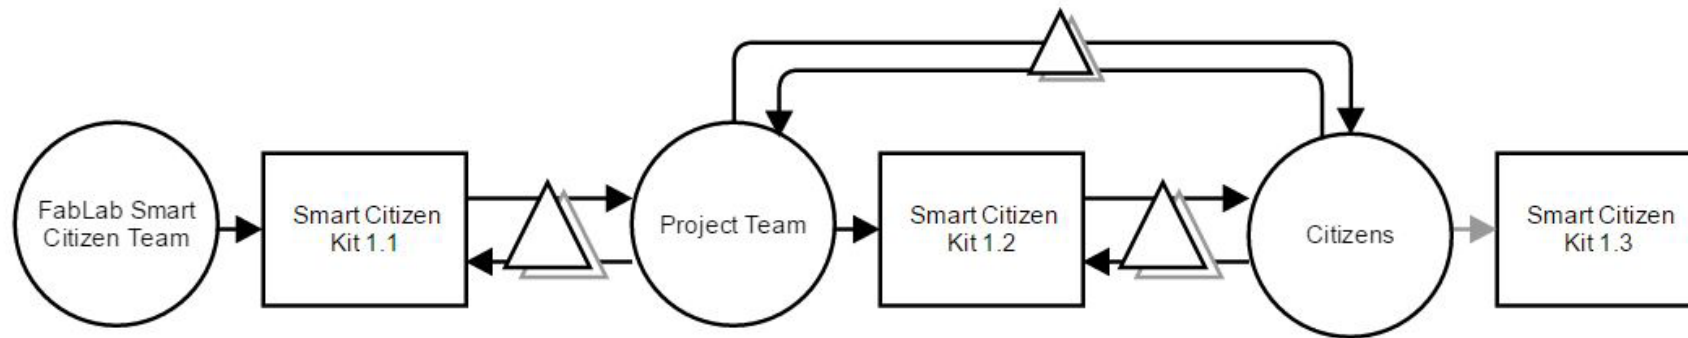 FabLab Smart
Citizen Team
Smart Citizen
Kit 1.1
Project Team
Smart Citizen
Kit 1.2
Citizens
Smart Citizen
Kit 1.3